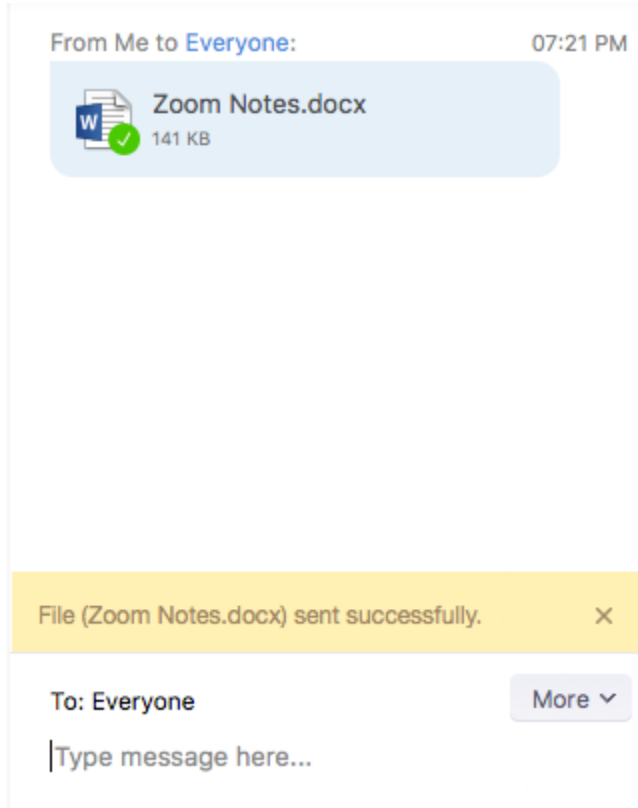 From Me to Everyone: 07:21 PM
W
Zoom Notes.docx
141 KB
File (Zoom Notes.docx) sent successfully.
To: Everyone
More
Type message here...